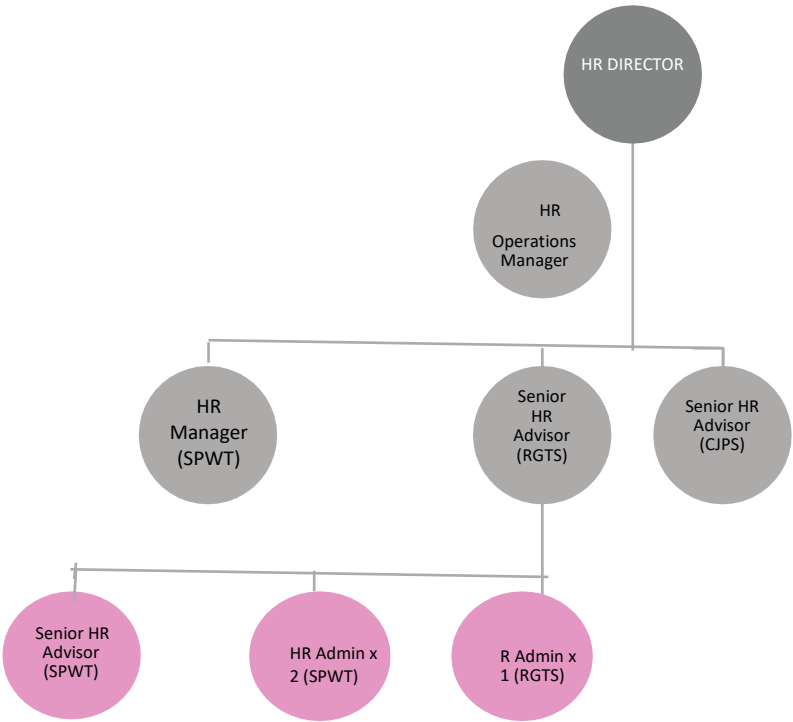 HR DIRECTOR
HR
Operations
Manager
HR
Manager
(SPWT)
Senior
HR
Advisor
(RGTS)
Senior HR
Advisor
(CJPS)
Senior HR
Advisor
(SPWT)
HR Admin x
2 (SPWT)
R Admin x
1 (RGTS)